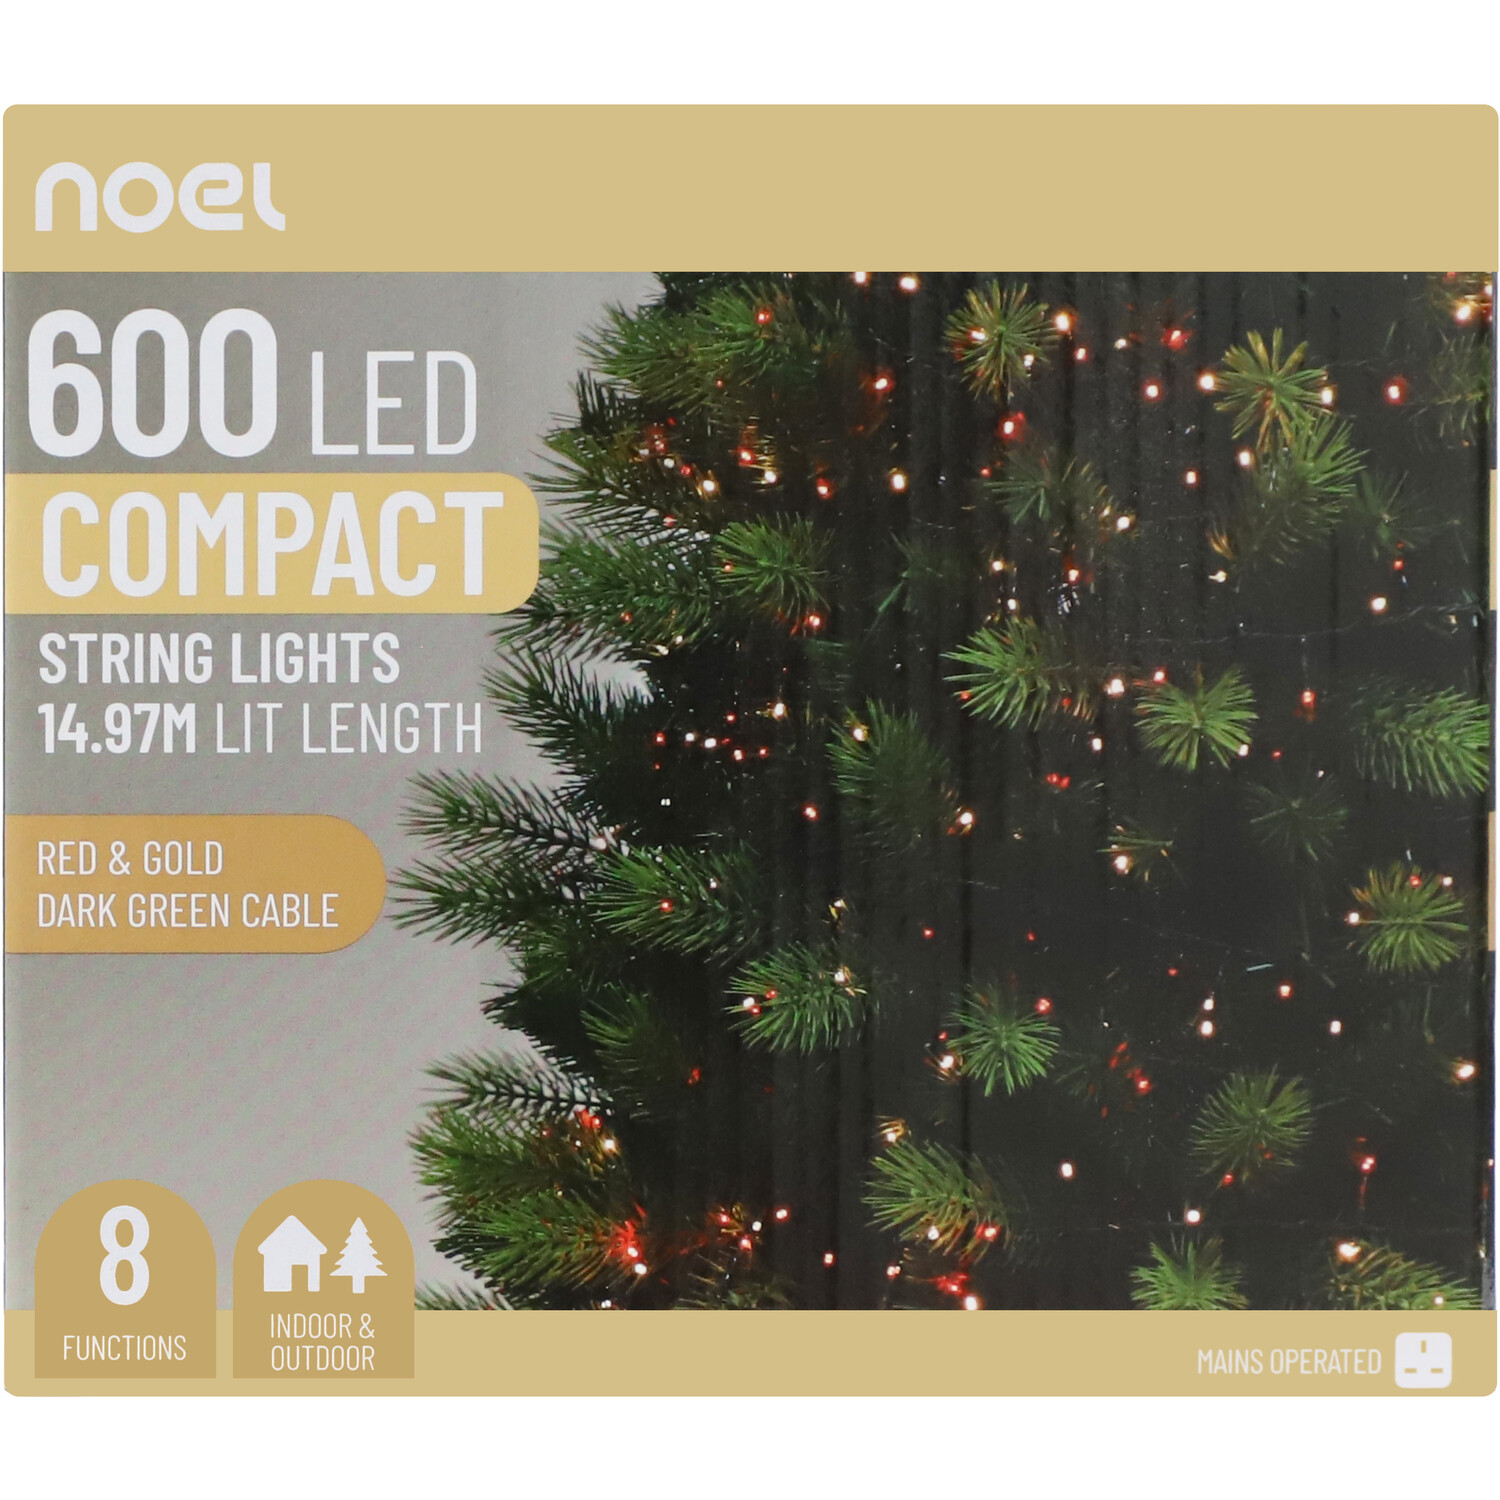 noel
600 LED
COMPACT
STRING LIGHTS
14.97M LIT LENGTH
RED & GOLD
DARK GREEN CABLE
8
FUNCTIONS
INDOOR &
OUTDOOR
MAINS OPERATED